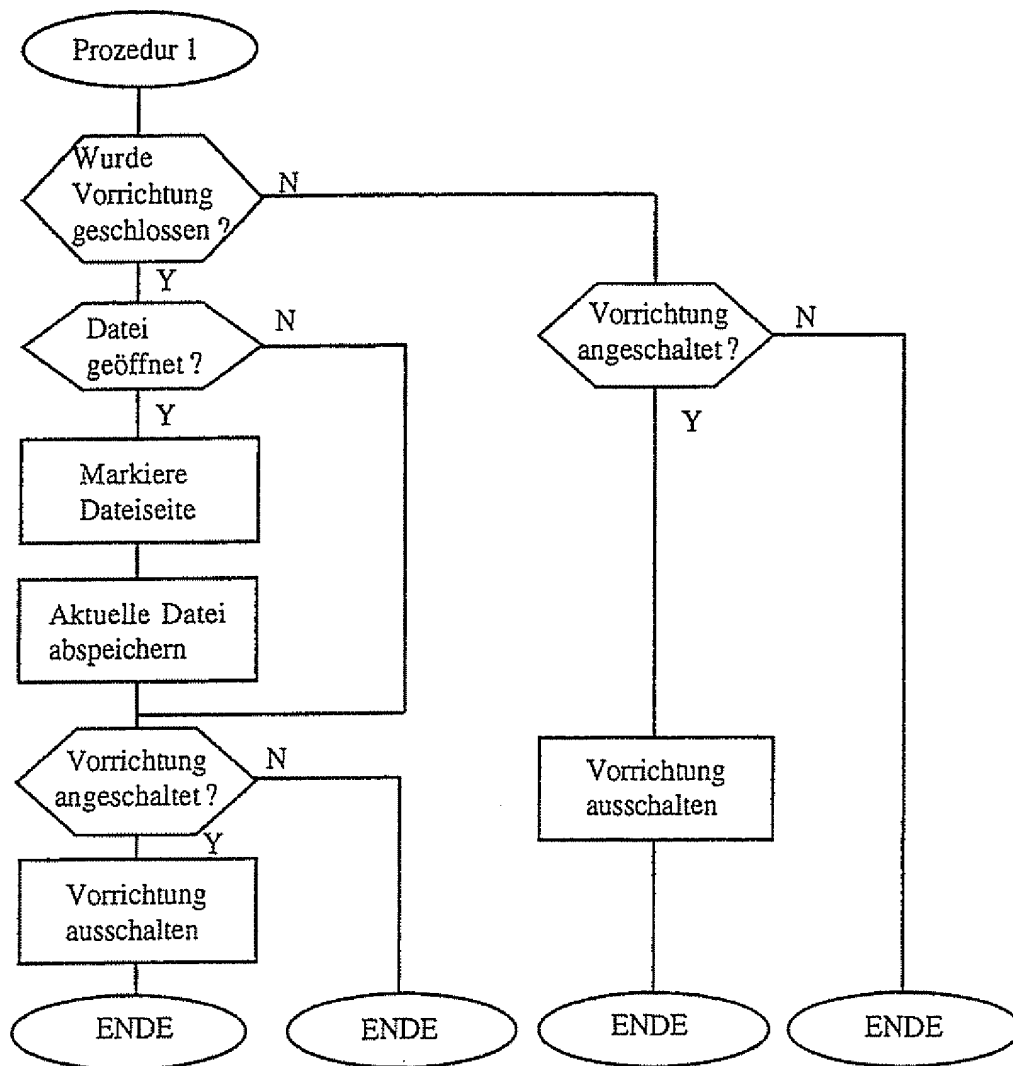 Prozedur 1
Wurde
Vorrichtung
geschlossen ?
N
Y
Datei
geöffnet ?
N
Y
Markiere
Dateiseite
Aktuelle Datei
abspeichern
Vorrichtung
angeschaltet ?
N
Y
Vorrichtung
ausschalten
ENDE
ENDE
Vorrichtung
angeschaltet ?
N
Y
Vorrichtung
ausschalten
ENDE
ENDE